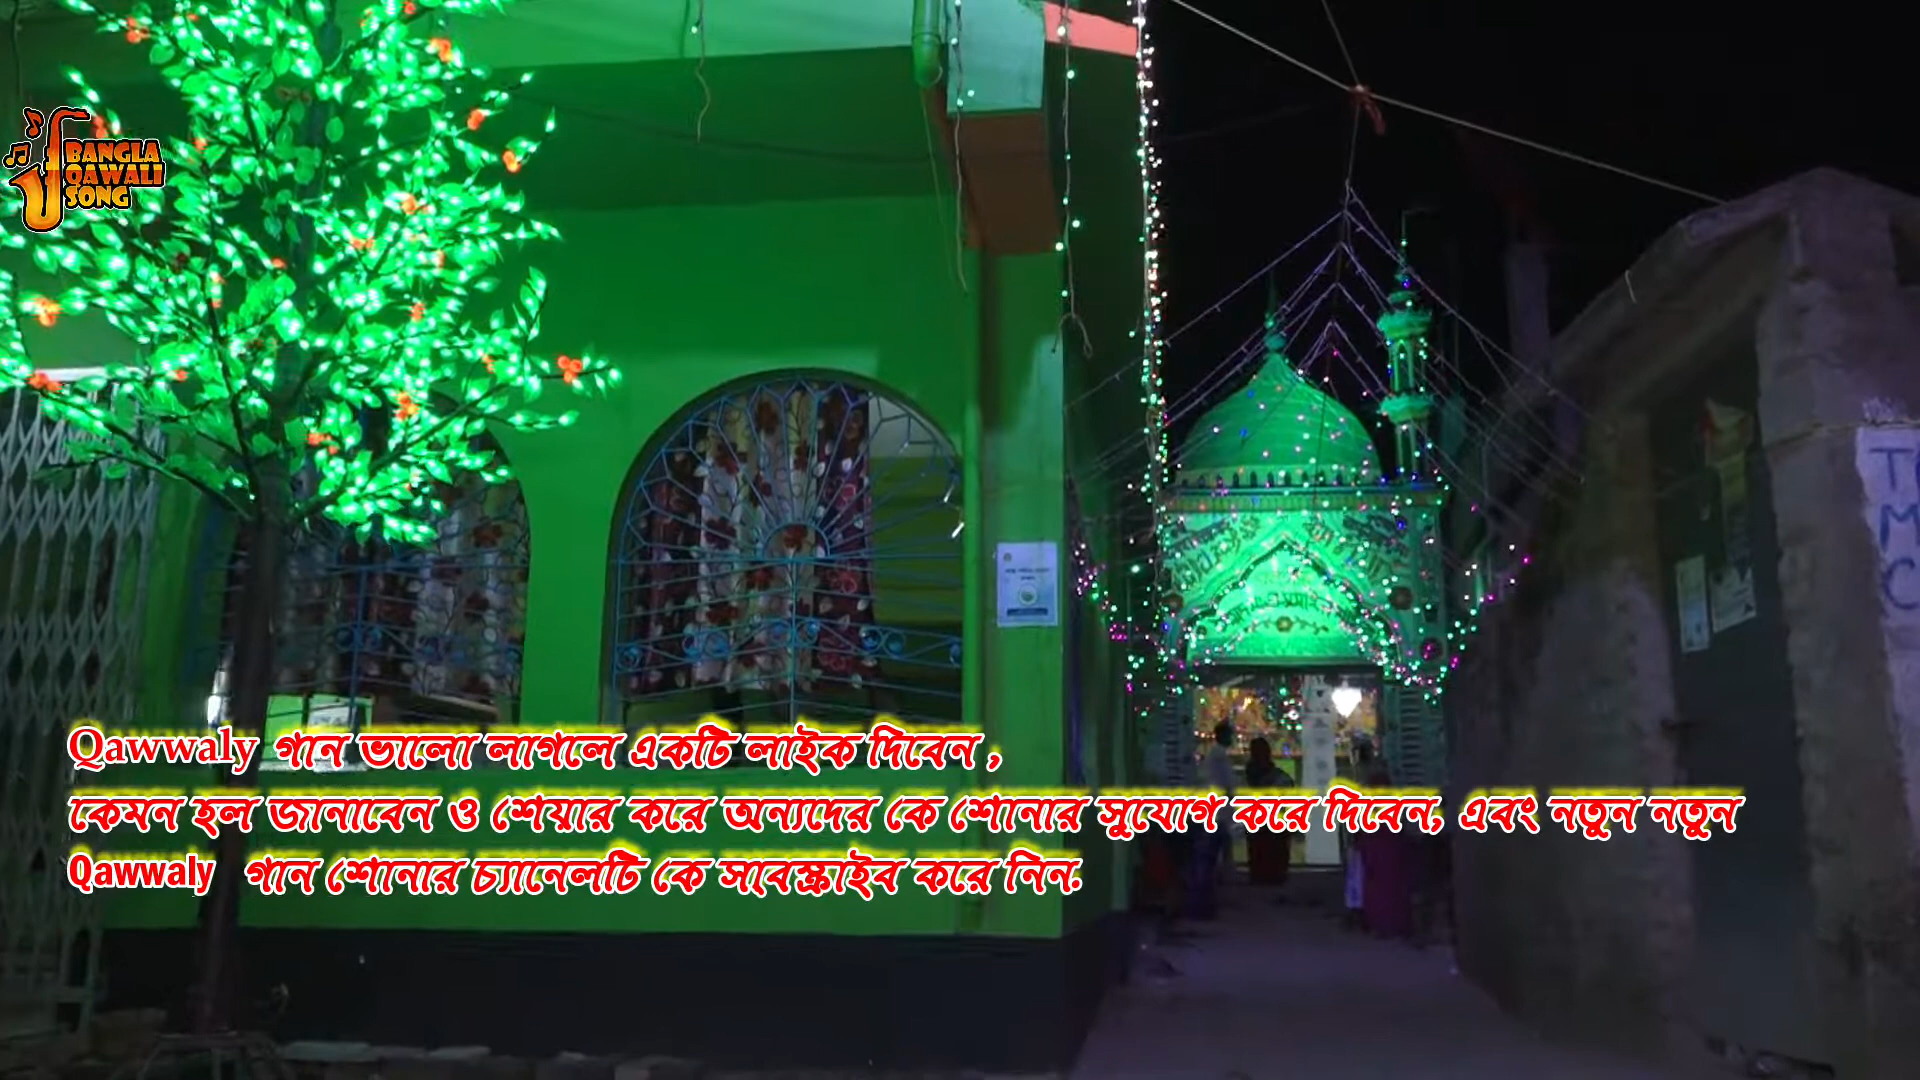 BANGLA
QAWALI
SONG
Qawwaly গান ভালো লাগলে একটি লাইক দিবেন ,
কেমন হল জানাবেন ও শেয়ার করে অন্যদের কে শোনার সুযোগ করে দিবেন, এবং নতুন নতুন
Qawwaly গান শোনার চ্যানেলটি কে সাবস্ক্রাইব করে নিন.
TMC